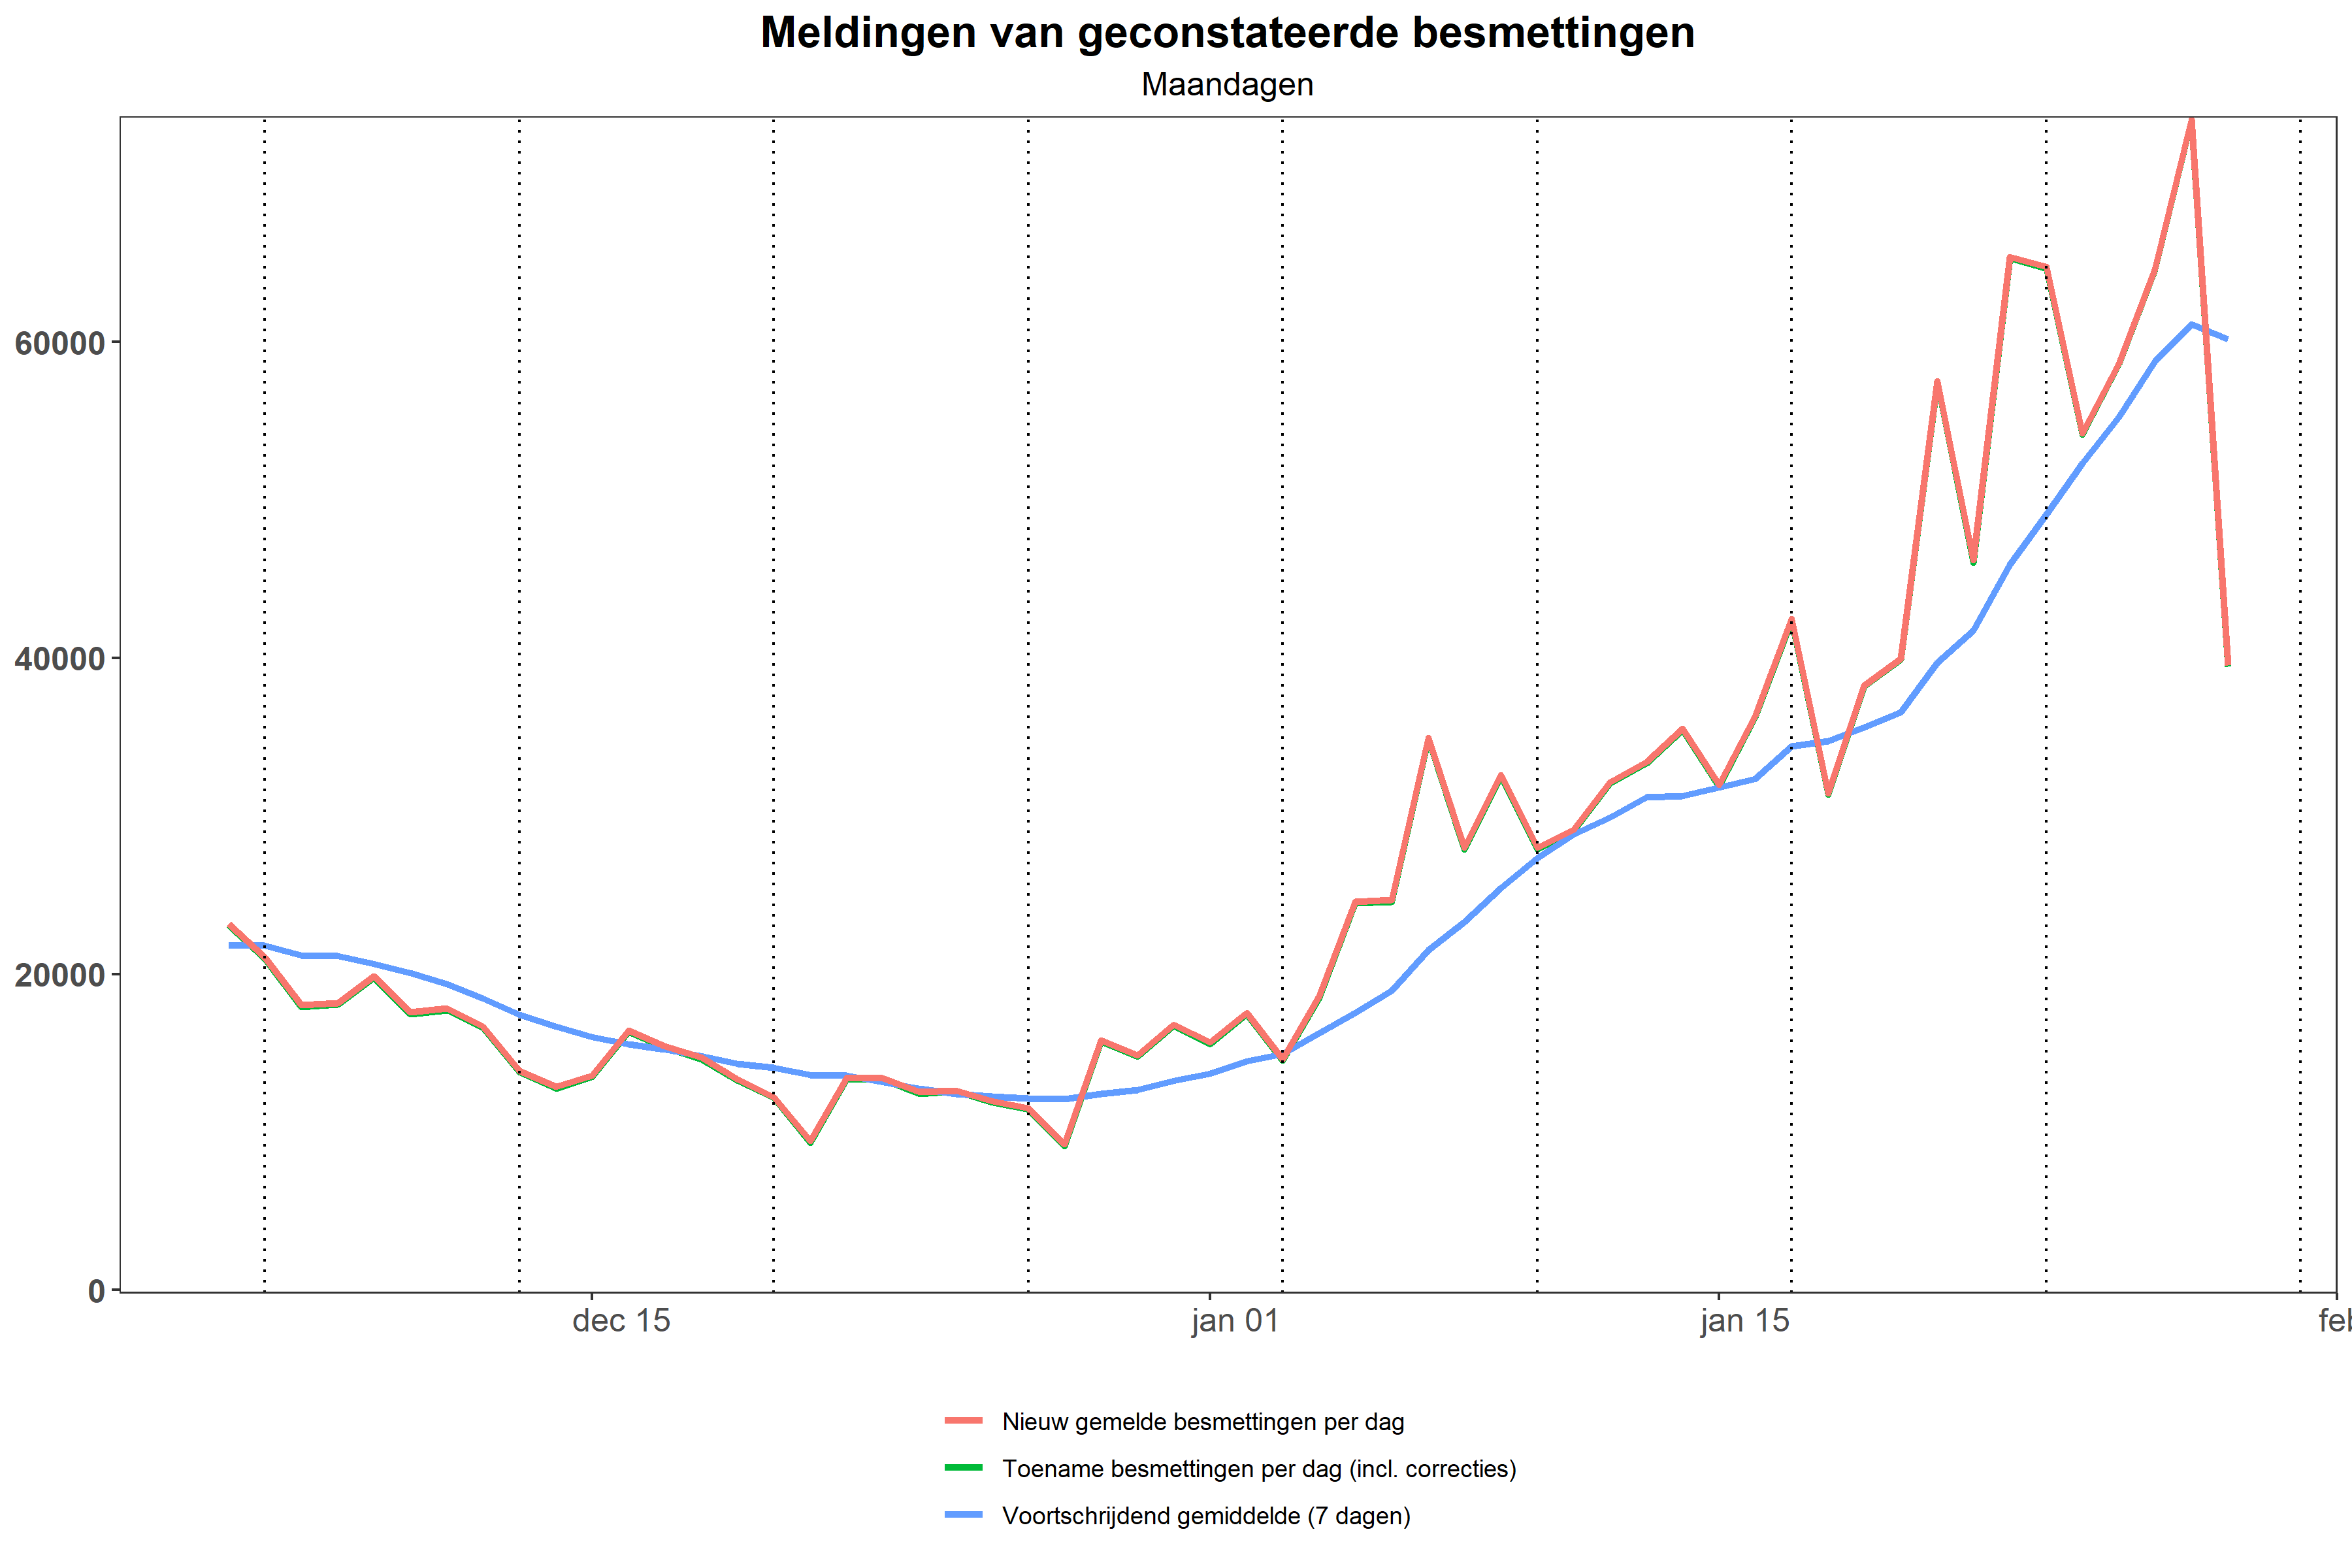 Meldingen van geconstateerde besmettingen
Maandagen
60000
40000
20000
0
dec 15
jan 01
jan 15
feb
Nieuw gemelde besmettingen per dag
Toename besmettingen per dag (incl. correcties)
Voortschrijdend gemiddelde (7 dagen)